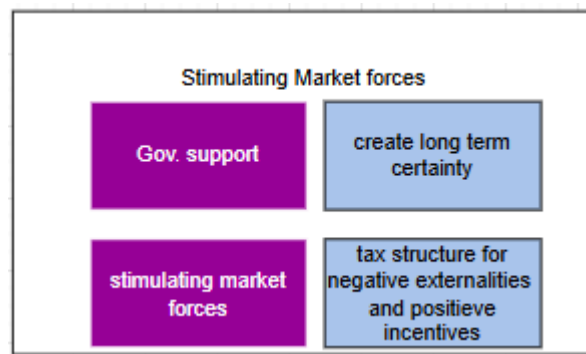 Stimulating Market forces
Gov. support
create long term
certainty
stimulating market
forces
tax structure for
negative externalities
and positieve
incentives